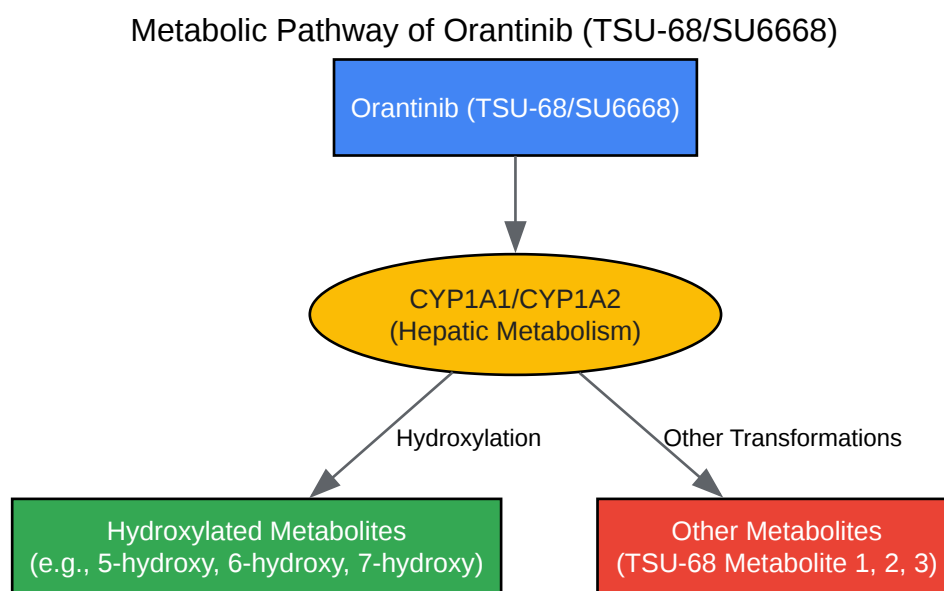 Metabolic Pathway of Orantinib (TSU-68/SU6668)
Orantinib (TSU-68/SU6668)
CYP1A1/CYP1A2
(Hepatic Metabolism)
Hydroxylation
Other Transformations
Hydroxylated Metabolites
(e.g., 5-hydroxy, 6-hydroxy, 7-hydroxy)
Other Metabolites
(TSU-68 Metabolite 1, 2, 3)